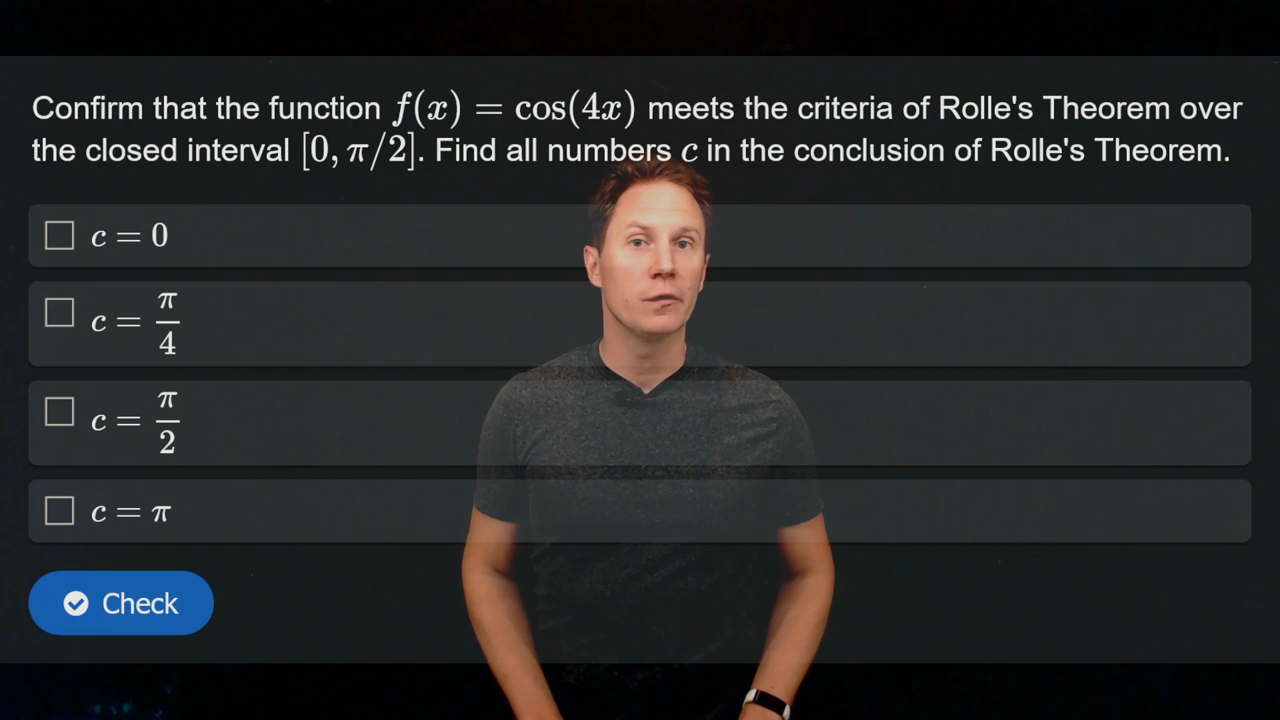 Confirm that the function f(x) = cos(4x) meets the criteria of Rolle's Theorem over
the closed interval [0, π/2]. Find all numbers c in the conclusion of Rolle's Theorem.
c = 0
c = π/4
c = π/2
c = π
Check